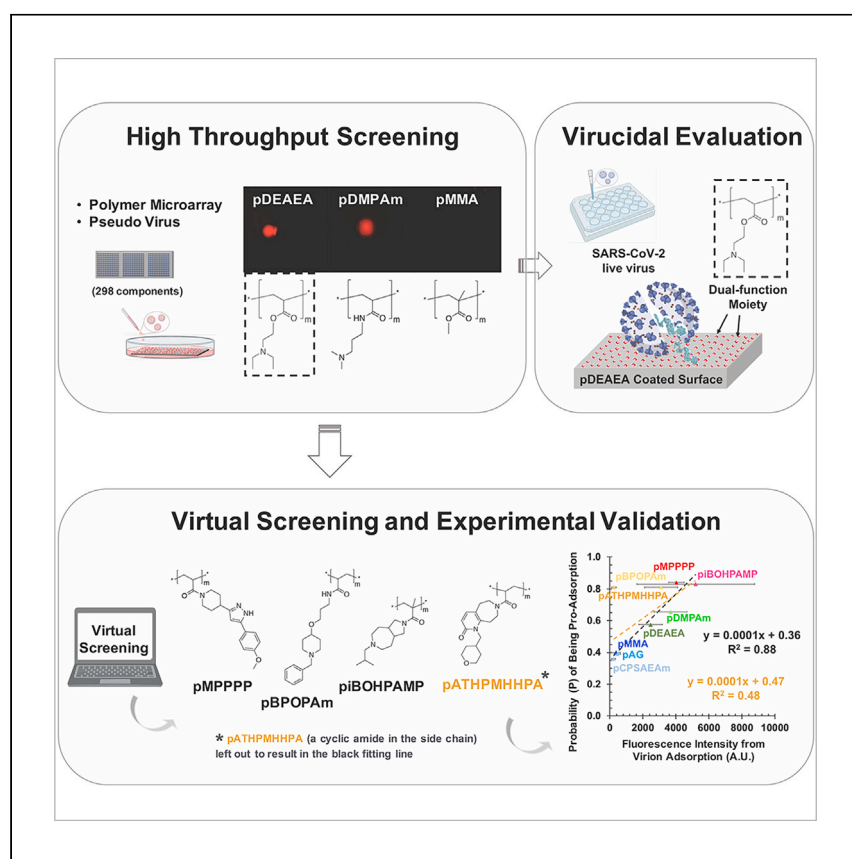 High Throughput Screening
• Polymer Microarray
• Pseudo Virus
(298 components)
pDEAEA
pDMPAm
pMMA
* * m O O N
* * m HN O N
* * m O O
Virucidal Evaluation
SARS-CoV-2
live virus
* * m O O N
Dual-function
Moiety
pDEAEA Coated Surface
Virtual Screening and Experimental Validation
Virtual
Screening
* * m O N NH N O
pMPPPP
* * m HN O O N
pBPOPAm
* * m O N N
piBOHPAMP
* * m O N N O O
pATHPMHHPA*
* pATHPMHHPA (a cyclic amide in the side chain)
left out to result in the black fitting line
Probability (P) of Being Pro-Adsorption
1.0
0.8
0.6
0.4
0.2
0.0
pMPPPP
pBPOPAm
piBOHPAMP
pATHPMHHPA
pDMPAm
pDEAEA
pMMA
pAG
pCPSAEAm
y = 0.0001x + 0.36
R² = 0.88
y = 0.0001x + 0.47
R² = 0.48
0 2000 4000 6000 8000 10000
Fluorescence Intensity from
Virion Adsorption (A.U.)